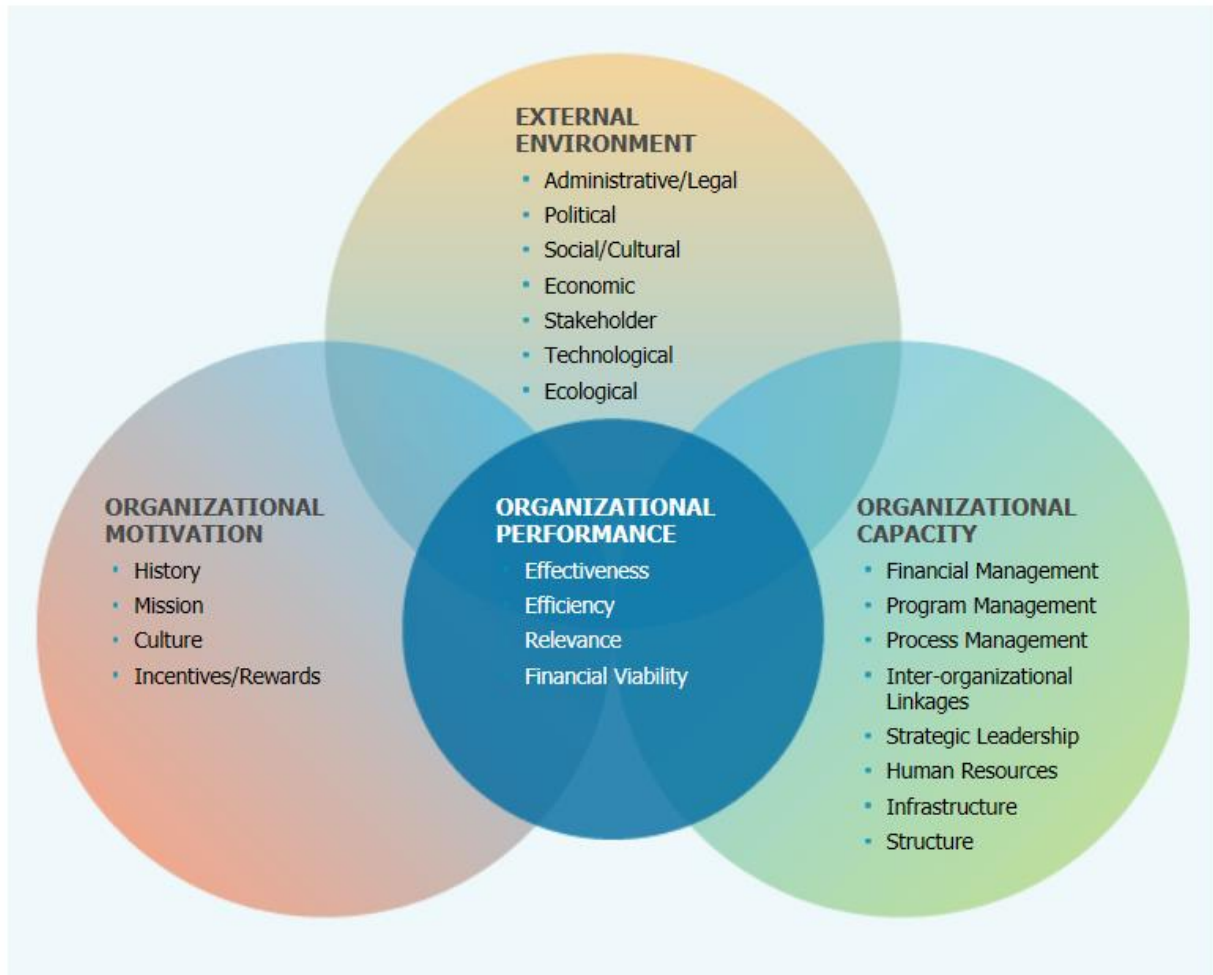 EXTERNAL
ENVIRONMENT
Administrative/Legal
Political
Social/Cultural
Economic
Stakeholder
Technological
Ecological
ORGANIZATIONAL
MOTIVATION
History
Mission
Culture
Incentives/Rewards
ORGANIZATIONAL
PERFORMANCE
Effectiveness
Efficiency
Relevance
Financial Viability
ORGANIZATIONAL
CAPACITY
Financial Management
Program Management
Process Management
Inter-organizational
Linkages
Strategic Leadership
Human Resources
Infrastructure
Structure